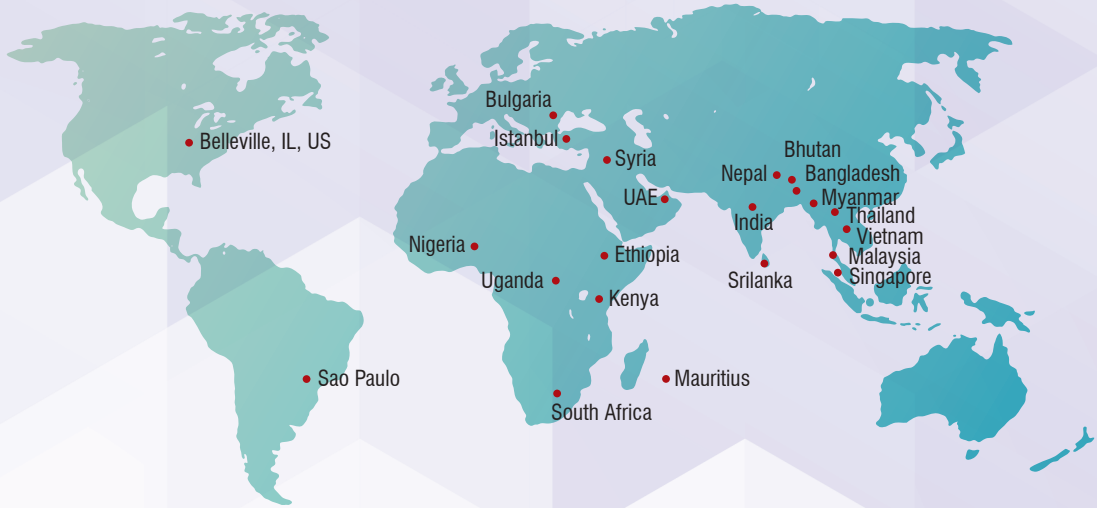 Bulgaria
Belleville, IL, US
Istanbul
Bhutan
Syria
Nepal
Bangladesh
UAE
Myanmar
India
Thailand
Vietnam
Nigeria
Ethiopia
Malaysia
Uganda
Srilanka
Singapore
Kenya
Sao Paulo
Mauritius
South Africa